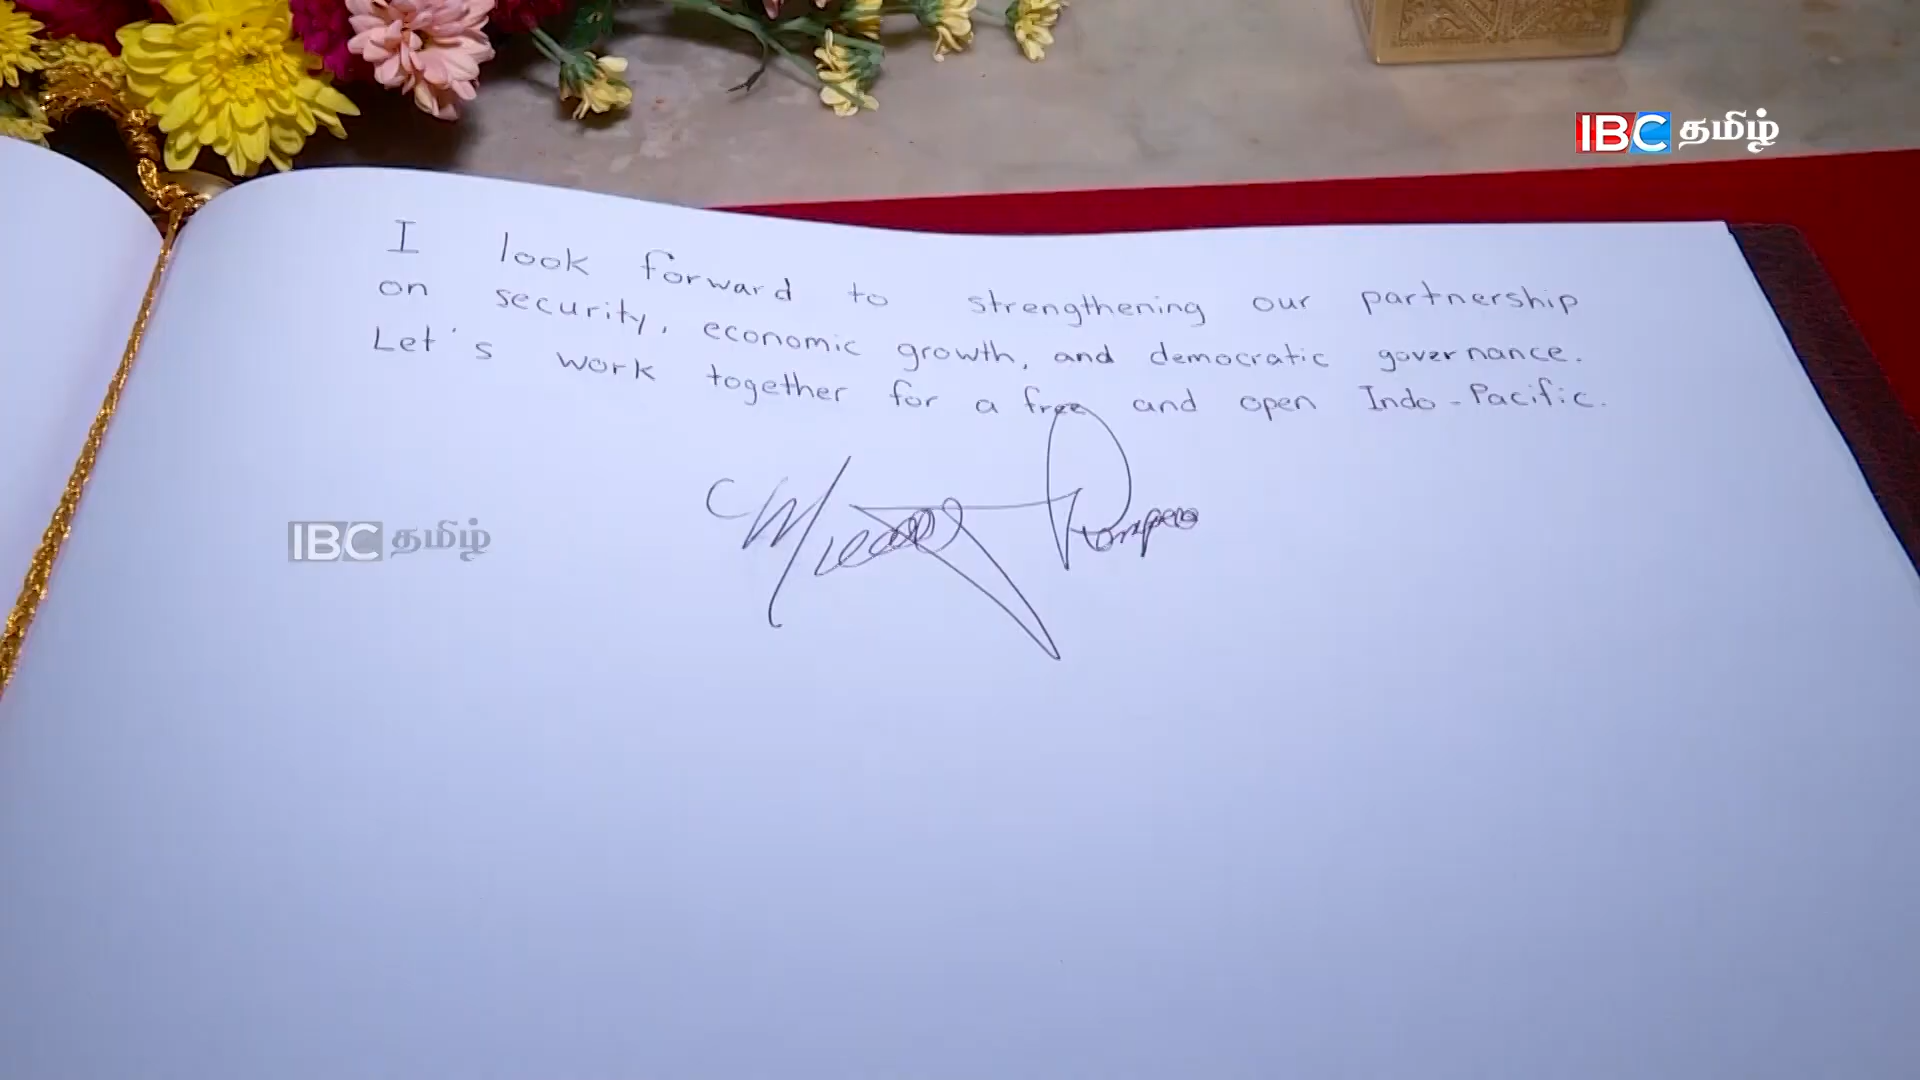 IBC தமிழ்
I look forward to strengthening our partnership
on security, economic growth, and democratic governance.
Let's work together for a free and open Indo-Pacific.
IBC தமிழ்
Pompeo